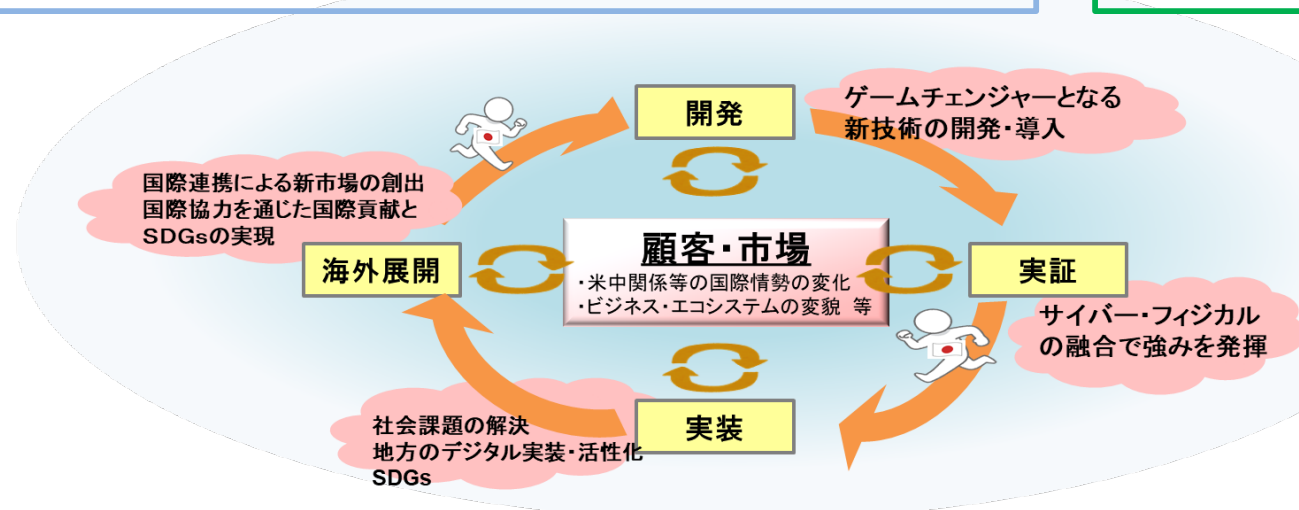 開発
ゲームチェンジャーとなる
新技術の開発・導入
国際連携による新市場の創出
国際協力を通じた国際貢献と
SDGsの実現
海外展開
顧客・市場
・米中関係等の国際情勢の変化
・ビジネス・エコシステムの変貌 等
実証
サイバー・フィジカル
の融合で強みを発揮
実装
社会課題の解決
地方のデジタル実装・活性化
SDGs